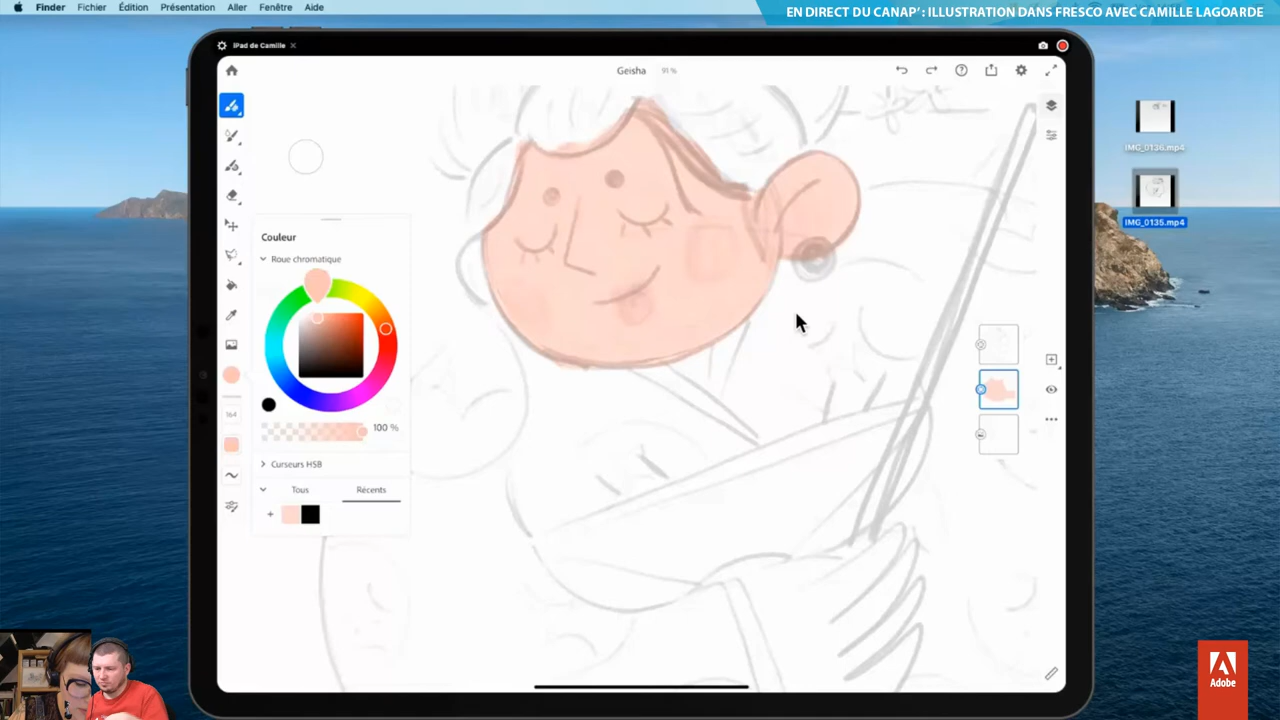 Finder Fichier Édition Présentation Aller Fenêtre Aide
EN DIRECT DU CANAP' : ILLUSTRATION DANS FRESCO AVEC CAMILLE LAGOARDE
iPad de Camille
Geisha 91 %
IMG_0136.mp4
IMG_0135.mp4
Couleur
Roue chromatique
100 %
Curseurs HSB
Tous Récents
164
Adobe